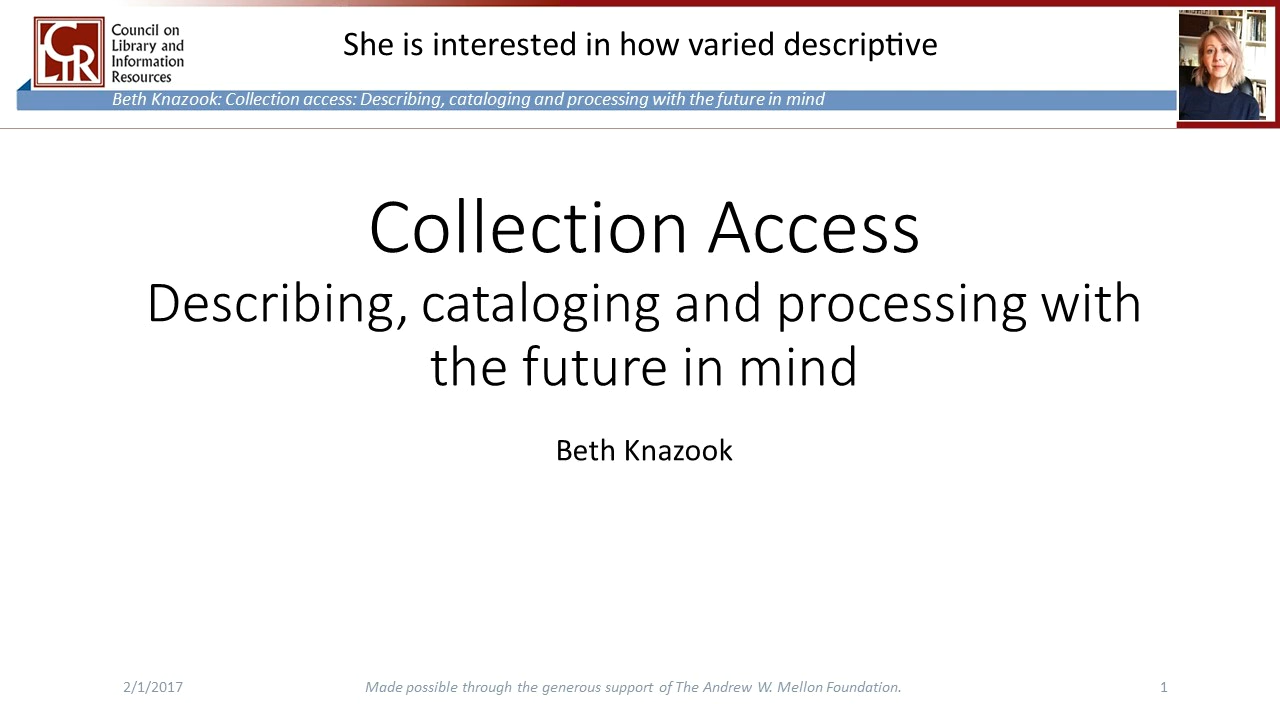 CLIR
Council on
Library and
Information
Resources
She is interested in how varied descriptive
Beth Knazook: Collection access: Describing, cataloging and processing with the future in mind
Collection Access
Describing, cataloging and processing with
the future in mind
Beth Knazook
2/1/2017
Made possible through the generous support of The Andrew W. Mellon Foundation.
1